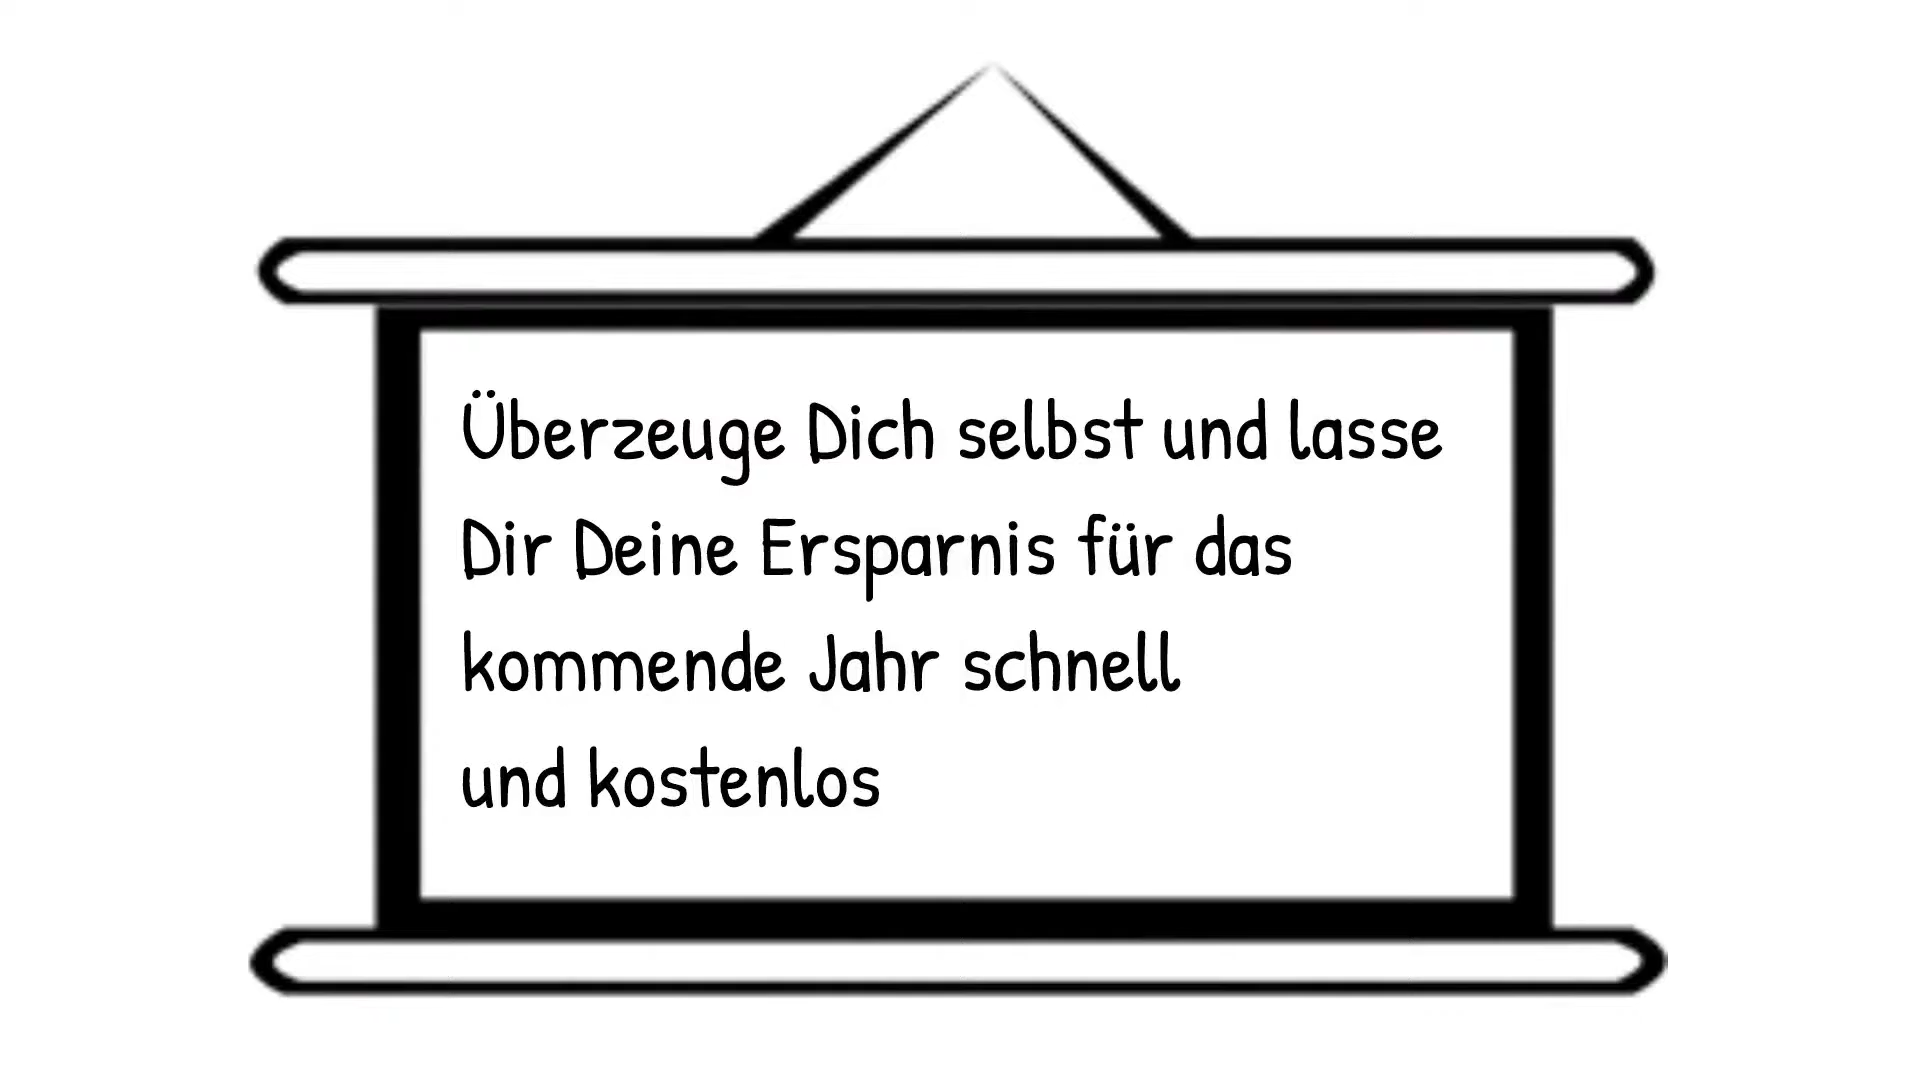 Überzeuge Dich selbst und lasse
Dir Deine Ersparnis für das
kommende Jahr schnell
und kostenlos